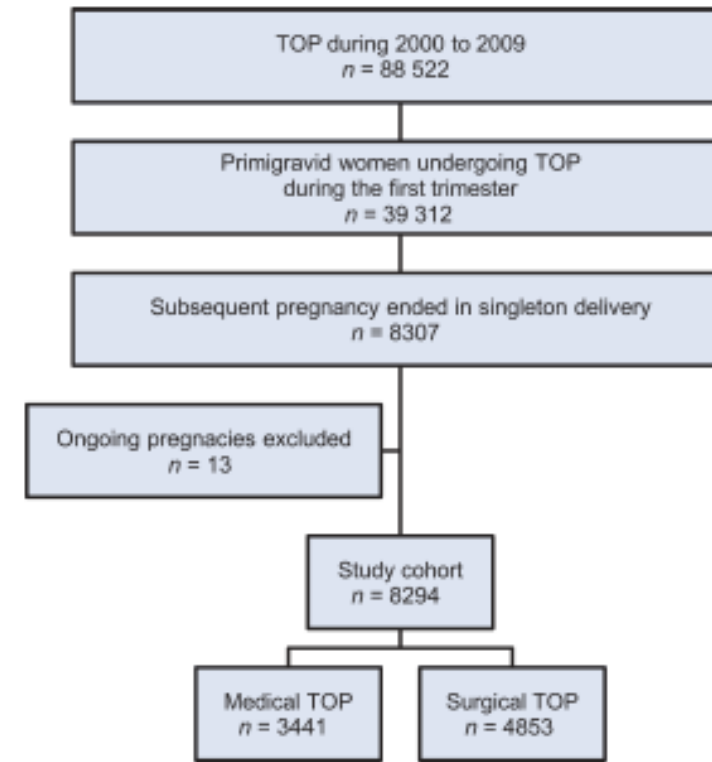 TOP during 2000 to 2009
n = 88 522
Primigravid women undergoing TOP
during the first trimester
n = 39 312
Subsequent pregnancy ended in singleton delivery
n = 8307
Ongoing pregnacies excluded
n = 13
Study cohort
n = 8294
Medical TOP
n = 3441
Surgical TOP
n = 4853